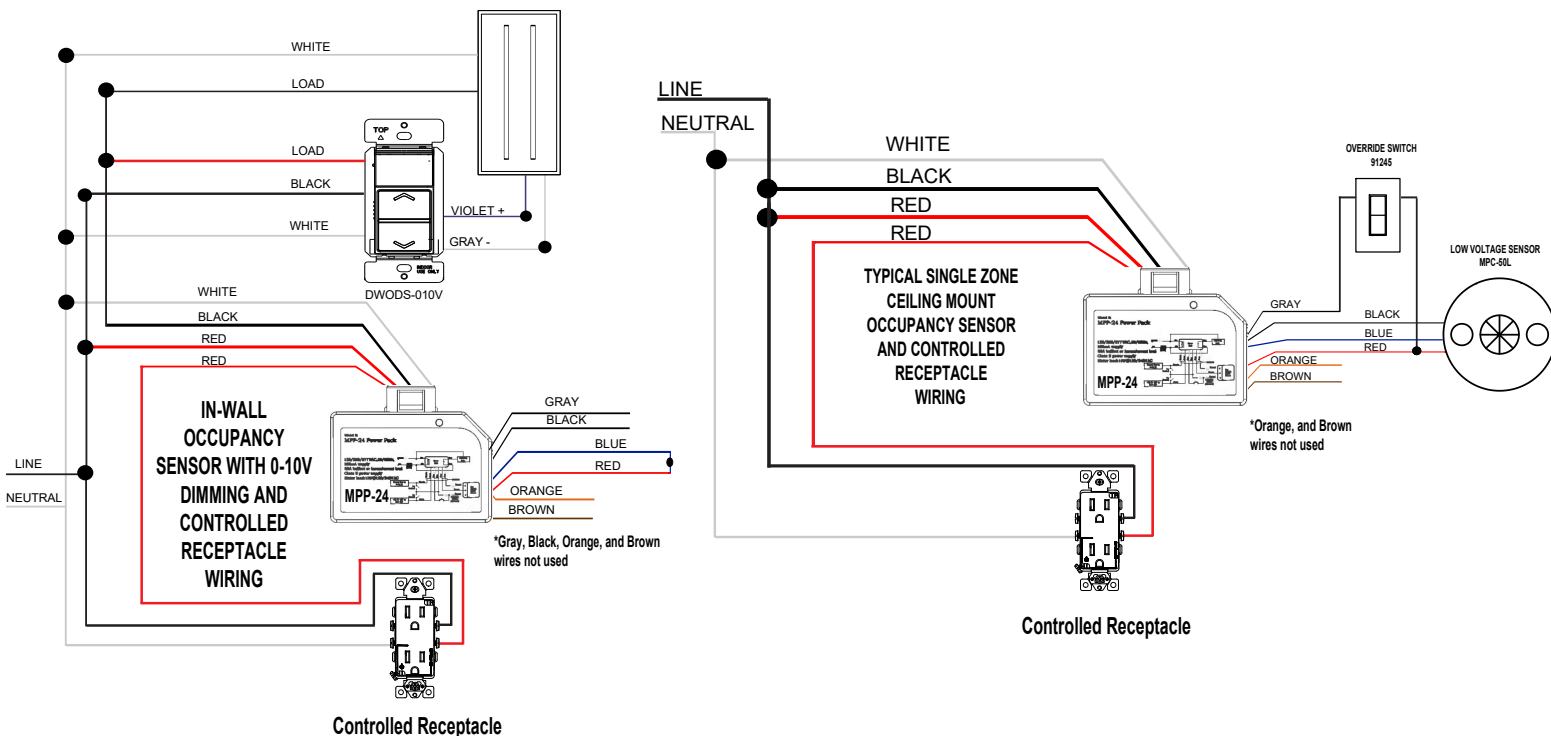 WHITE
LOAD
TOP
LOAD
BLACK
VIOLET +
WHITE
GRAY -
INDOOR
USE ONLY
DWODS-010V
WHITE
BLACK
RED
RED
IN-WALL
OCCUPANCY
SENSOR WITH 0-10V
DIMMING AND
CONTROLLED
RECEPTACLE
WIRING
LINE
NEUTRAL
MPP-24 Power Pack
MPP-24
GRAY
BLACK
BLUE
RED
ORANGE
BROWN
*Gray, Black, Orange, and Brown
wires not used
Controlled Receptacle
LINE
NEUTRAL
WHITE
BLACK
RED
RED
TYPICAL SINGLE ZONE
CEILING MOUNT
OCCUPANCY SENSOR
AND CONTROLLED
RECEPTACLE
WIRING
MPP-24 Power Pack
MPP-24
OVERRIDE SWITCH
91245
LOW VOLTAGE SENSOR
MPC-50L
GRAY
BLACK
BLUE
RED
ORANGE
BROWN
*Orange, and Brown
wires not used
Controlled Receptacle